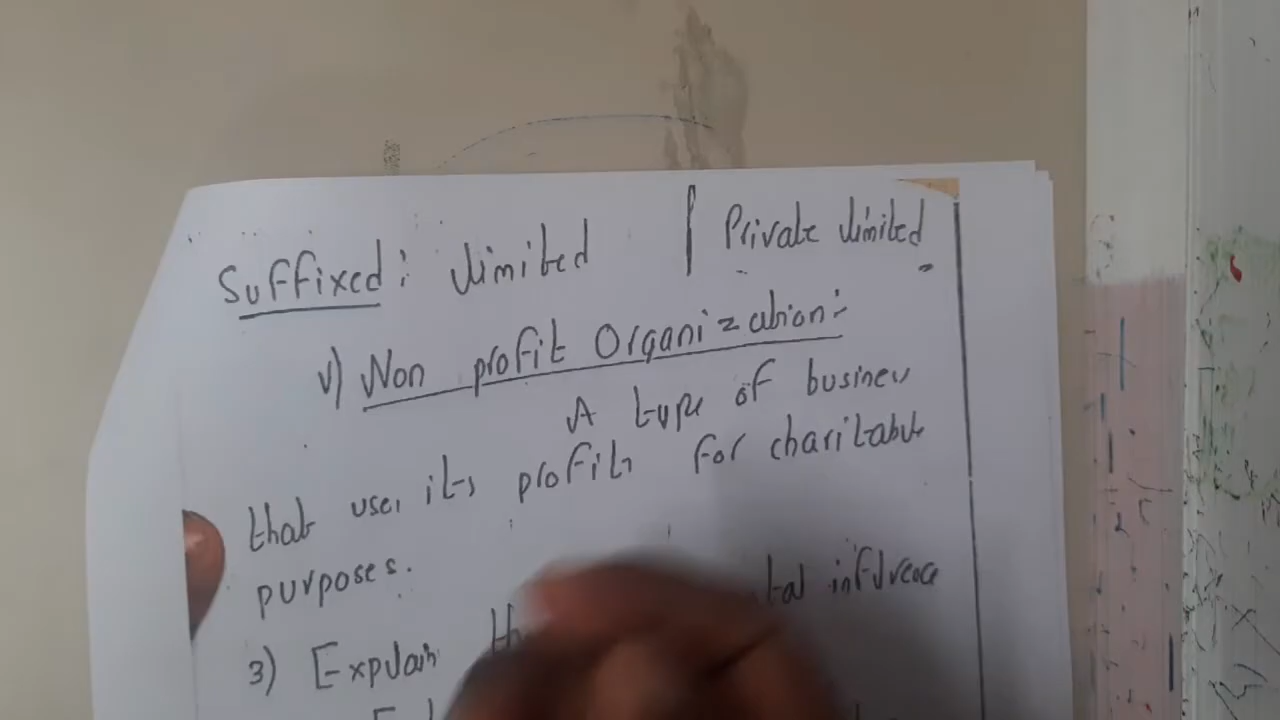 Suffixed: Limited | Private Limited
v) Non profit Organization:-
A type of business
that uses its profits for charitable
purposes.
influence
3) Explain